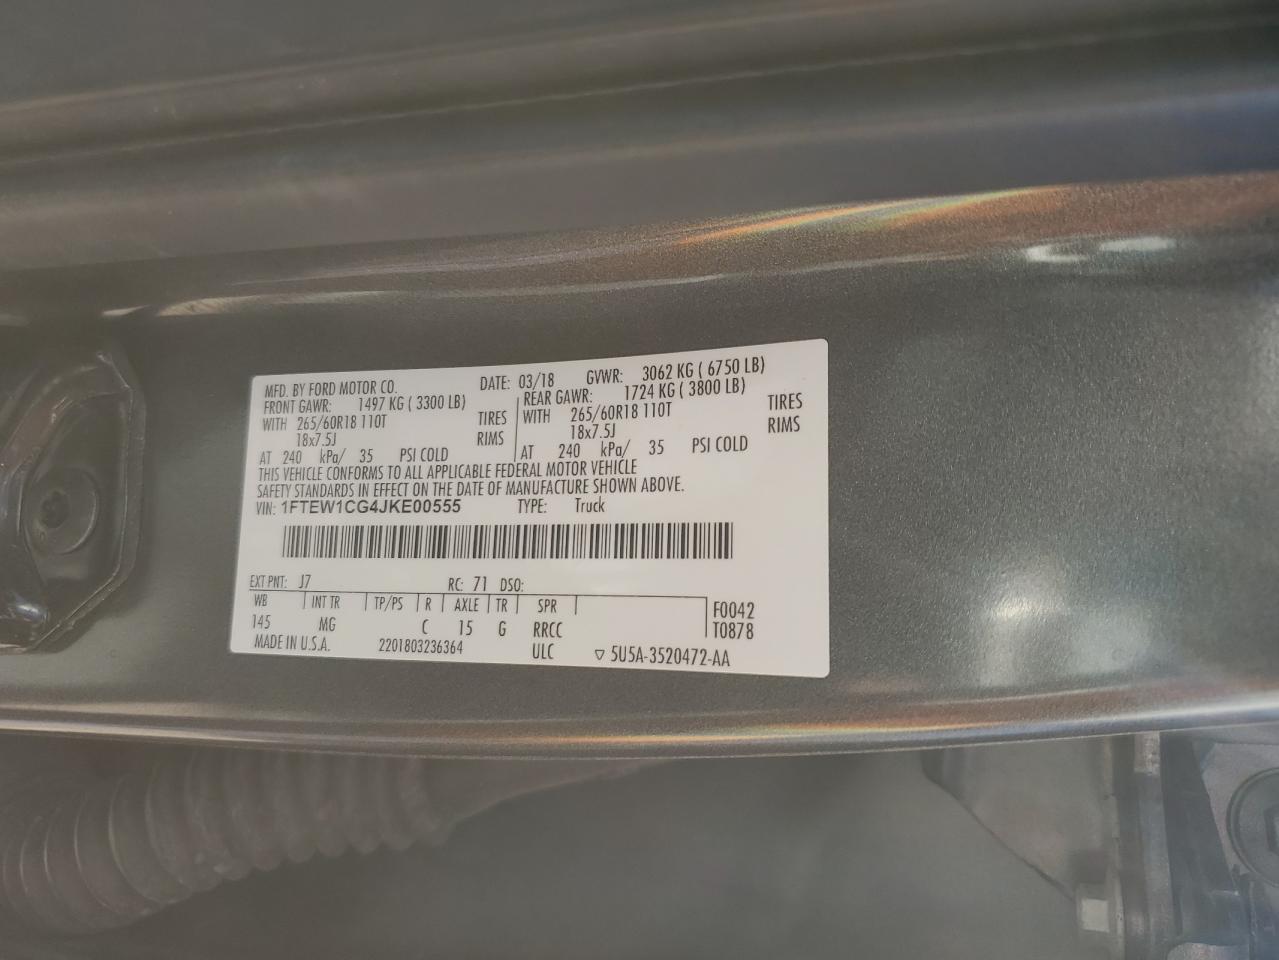 MFD. BY FORD MOTOR CO. DATE: 03/18 GVWR: 3062 KG ( 6750 LB)
FRONT GAWR: 1497 KG ( 3300 LB) REAR GAWR: 1724 KG ( 3800 LB)
WITH 265/60R18 110T TIRES WITH 265/60R18 110T TIRES
18x7.5J RIMS 18x7.5J RIMS
AT 240 kPa/ 35 PSI COLD AT 240 kPa/ 35 PSI COLD
THIS VEHICLE CONFORMS TO ALL APPLICABLE FEDERAL MOTOR VEHICLE
SAFETY STANDARDS IN EFFECT ON THE DATE OF MANUFACTURE SHOWN ABOVE.
VIN: 1FTEW1CG4JKE00555 TYPE: Truck
EXT PNT: J7 RC: 71 DSO:
WB INT TR TP/PS R AXLE TR SPR F0042
145 MG C 15 G RRCC T0878
MADE IN U.S.A. 2201803236364 ULC ▽ 5U5A-3520472-AA